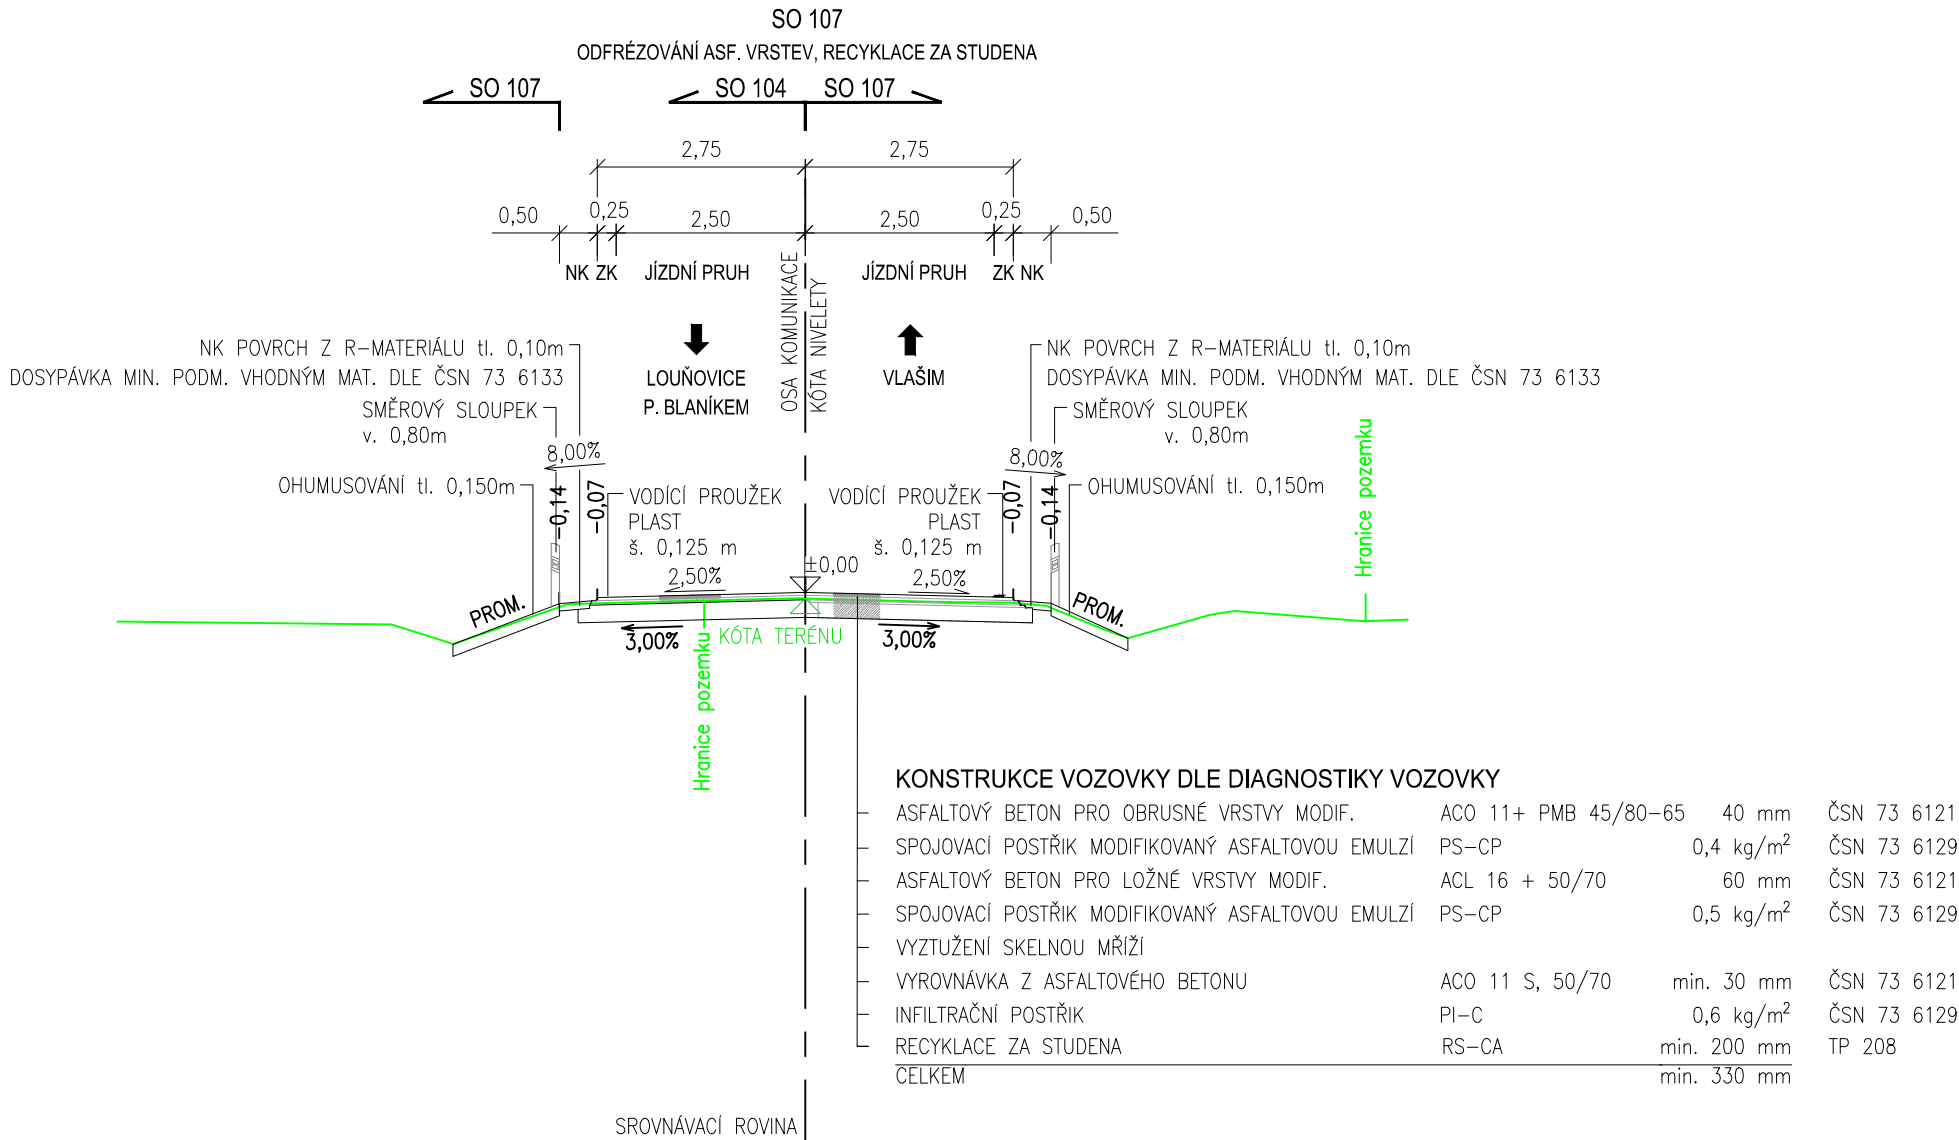 SO 107
ODFRÉZOVÁNÍ ASF. VRSTEV, RECYKLACE ZA STUDENA
SO 107
SO 104
SO 107
2,75
2,75
0,50
0,25
2,50
2,50
0,25
0,50
NK ZK
JÍZDNÍ PRUH
JÍZDNÍ PRUH
ZK NK
OSA KOMUNIKACE
KÓTA NIVELETY
NK POVRCH Z R-MATERIÁLU tl. 0,10m
DOSYPÁVKA MIN. PODM. VHODNÝM MAT. DLE ČSN 73 6133
LOUŇOVICE
P. BLANÍKEM
VLAŠIM
NK POVRCH Z R-MATERIÁLU tl. 0,10m
DOSYPÁVKA MIN. PODM. VHODNÝM MAT. DLE ČSN 73 6133
SMĚROVÝ SLOUPEK
v. 0,80m
SMĚROVÝ SLOUPEK
v. 0,80m
8,00%
8,00%
OHUMUSOVÁNÍ tl. 0,150m
-0,14
-0,07
VODÍCÍ PROUŽEK
PLAST
š. 0,125 m
VODÍCÍ PROUŽEK
PLAST
š. 0,125 m
-0,07
-0,14
OHUMUSOVÁNÍ tl. 0,150m
Hranice pozemku
±0,00
2,50%
2,50%
PROM.
PROM.
3,00%
KÓTA TERÉNU
3,00%
Hranice pozemku
KONSTRUKCE VOZOVKY DLE DIAGNOSTIKY VOZOVKY
ASFALTOVÝ BETON PRO OBRUSNÉ VRSTVY MODIF. ACO 11+ PMB 45/80-65 40 mm ČSN 73 6121
SPOJOVACÍ POSTŘIK MODIFIKOVANÝ ASFALTOVOU EMULZÍ PS-CP 0,4 kg/m² ČSN 73 6129
ASFALTOVÝ BETON PRO LOŽNÉ VRSTVY MODIF. ACL 16 + 50/70 60 mm ČSN 73 6121
SPOJOVACÍ POSTŘIK MODIFIKOVANÝ ASFALTOVOU EMULZÍ PS-CP 0,5 kg/m² ČSN 73 6129
VYZTUŽENÍ SKELNOU MŘÍŽÍ
VYROVNÁVKA Z ASFALTOVÉHO BETONU ACO 11 S, 50/70 min. 30 mm ČSN 73 6121
INFILTRAČNÍ POSTŘIK PI-C 0,6 kg/m² ČSN 73 6129
RECYKLACE ZA STUDENA RS-CA min. 200 mm TP 208
CELKEM min. 330 mm
SROVNÁVACÍ ROVINA